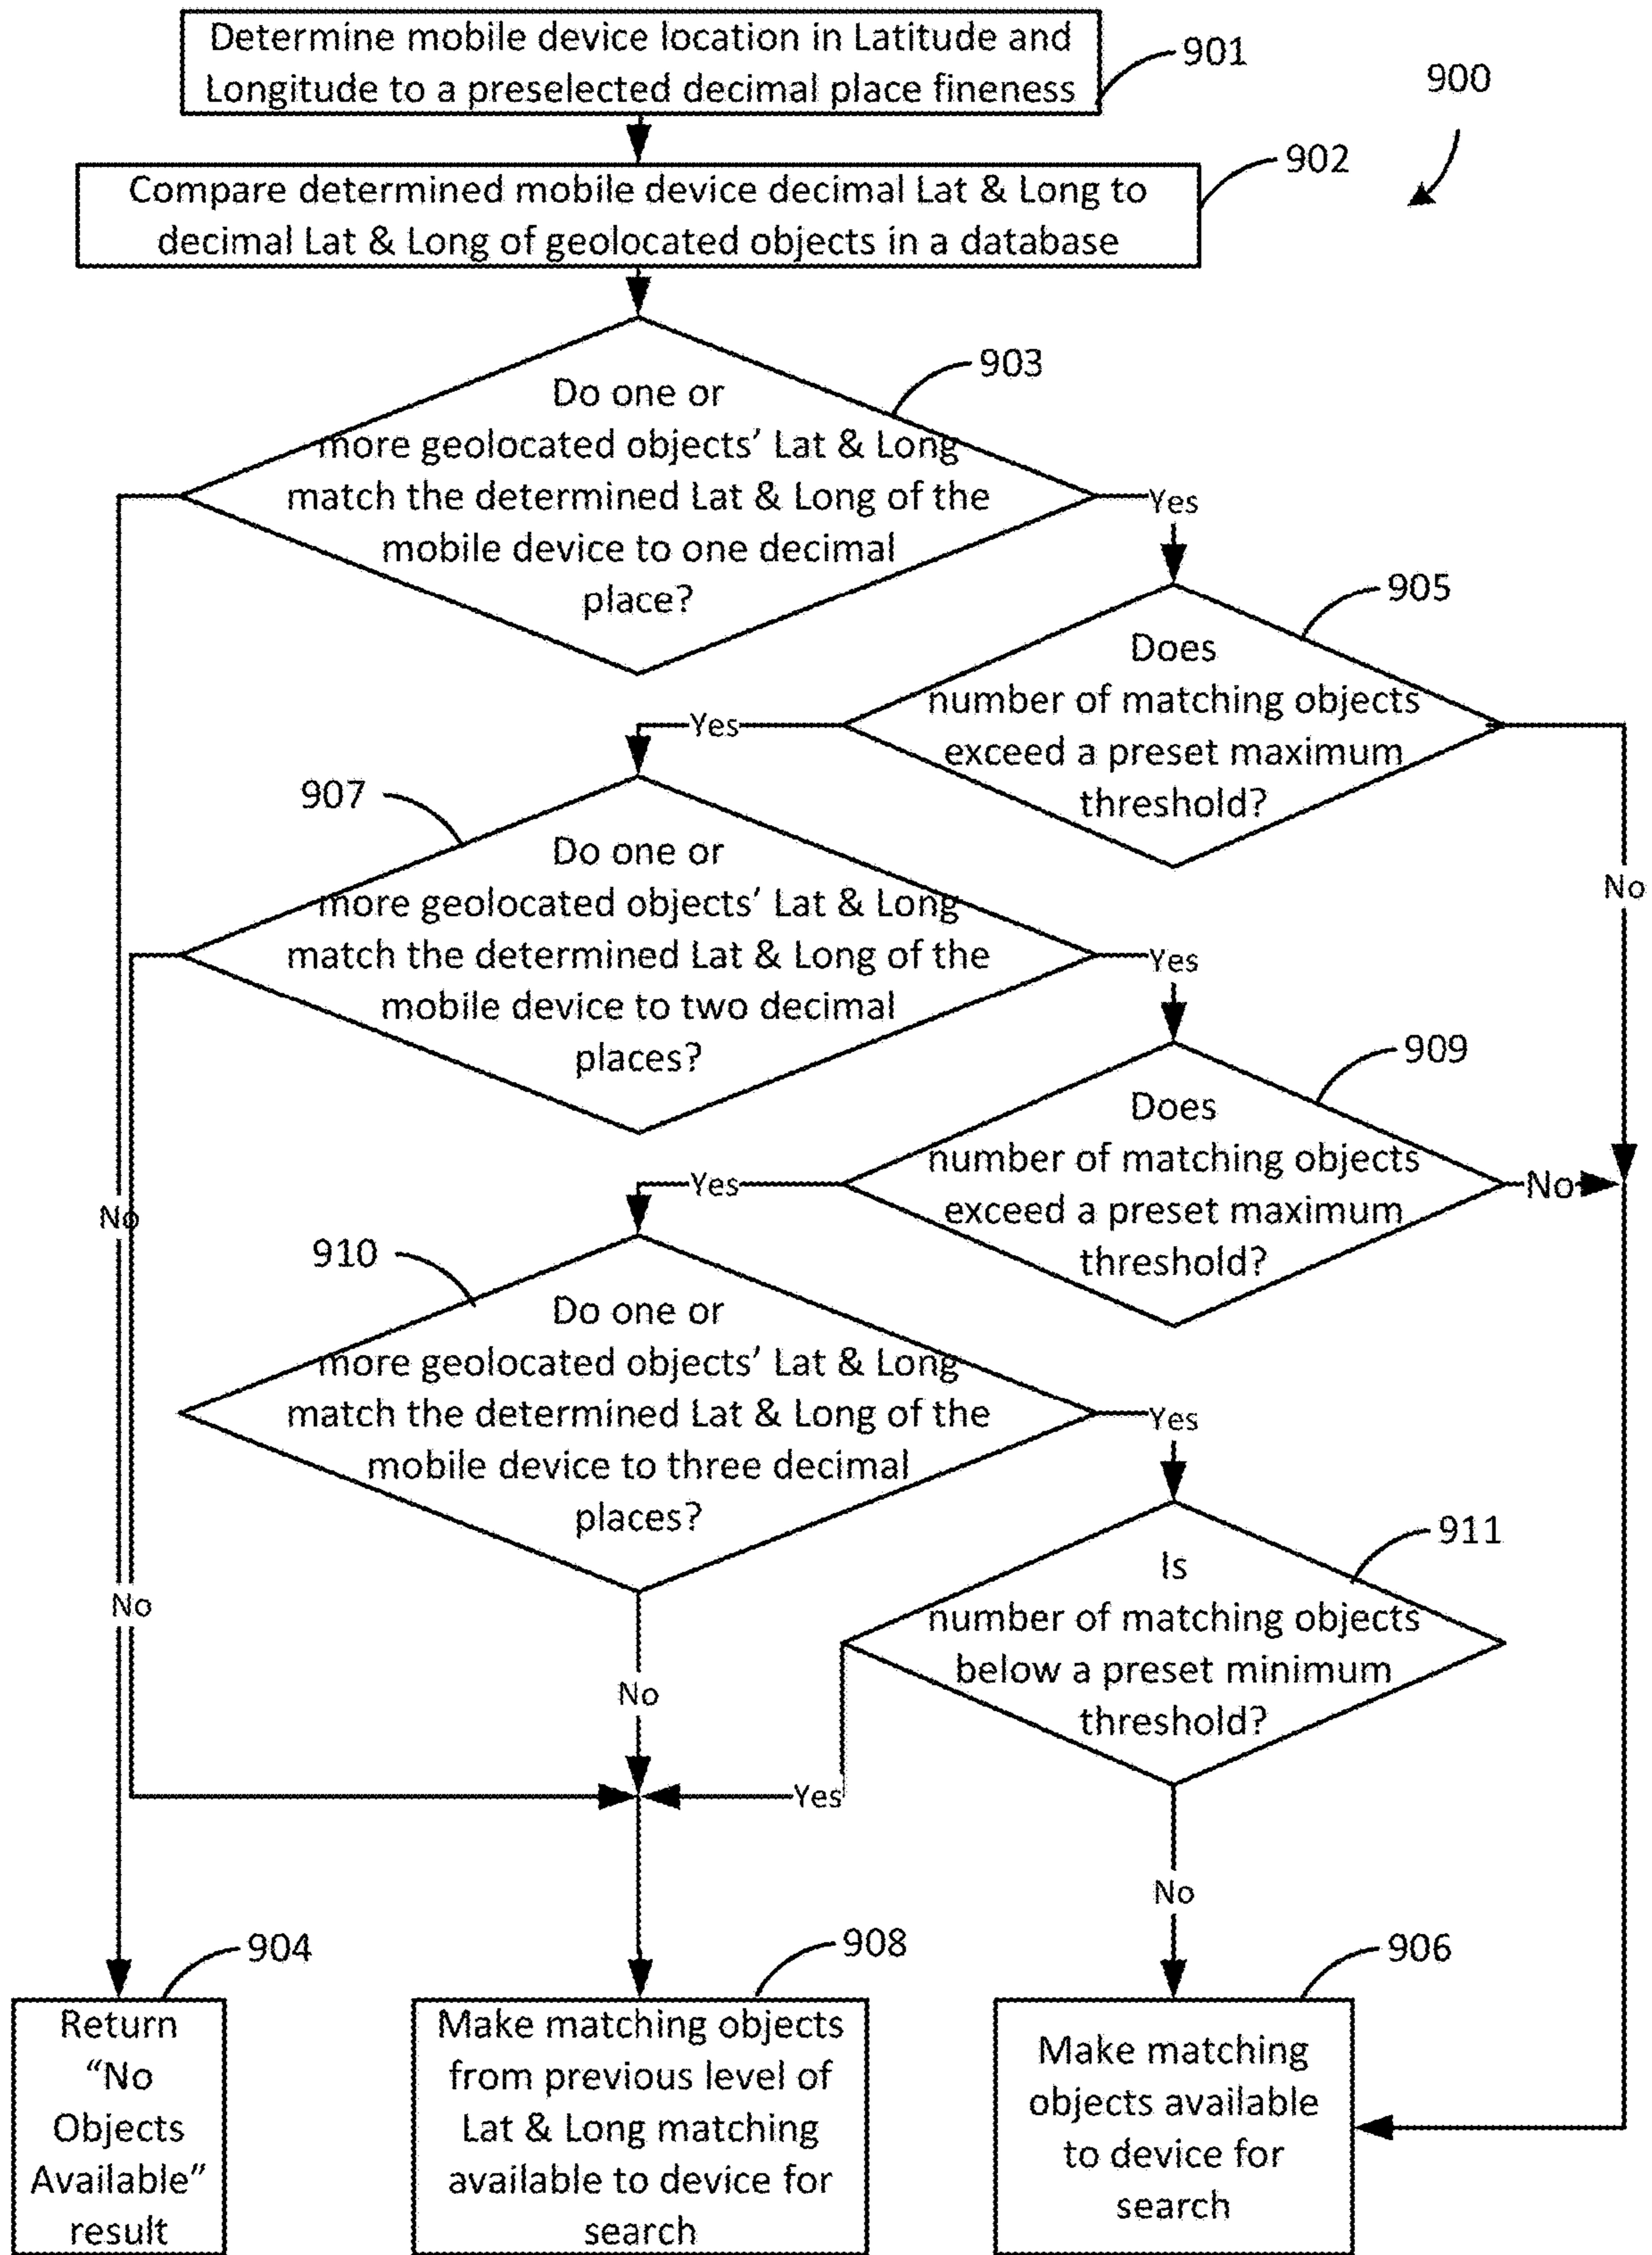 Determine mobile device location in Latitude and
Longitude to a preselected decimal place fineness
901
900
Compare determined mobile device decimal Lat & Long to
decimal Lat & Long of geolocated objects in a database
902
903
Do one or
more geolocated objects' Lat & Long
match the determined Lat & Long of the
mobile device to one decimal
place?
Yes
905
Does
number of matching objects
exceed a preset maximum
threshold?
Yes
No
907
Do one or
more geolocated objects' Lat & Long
match the determined Lat & Long of the
mobile device to two decimal
places?
Yes
909
Does
number of matching objects
exceed a preset maximum
threshold?
Yes
No
No
910
Do one or
more geolocated objects' Lat & Long
match the determined Lat & Long of the
mobile device to three decimal
places?
Yes
911
Is
number of matching objects
below a preset minimum
threshold?
No
No
Yes
No
904
Return
“No
Objects
Available”
result
908
Make matching objects
from previous level of
Lat & Long matching
available to device for
search
906
Make matching
objects available
to device for
search